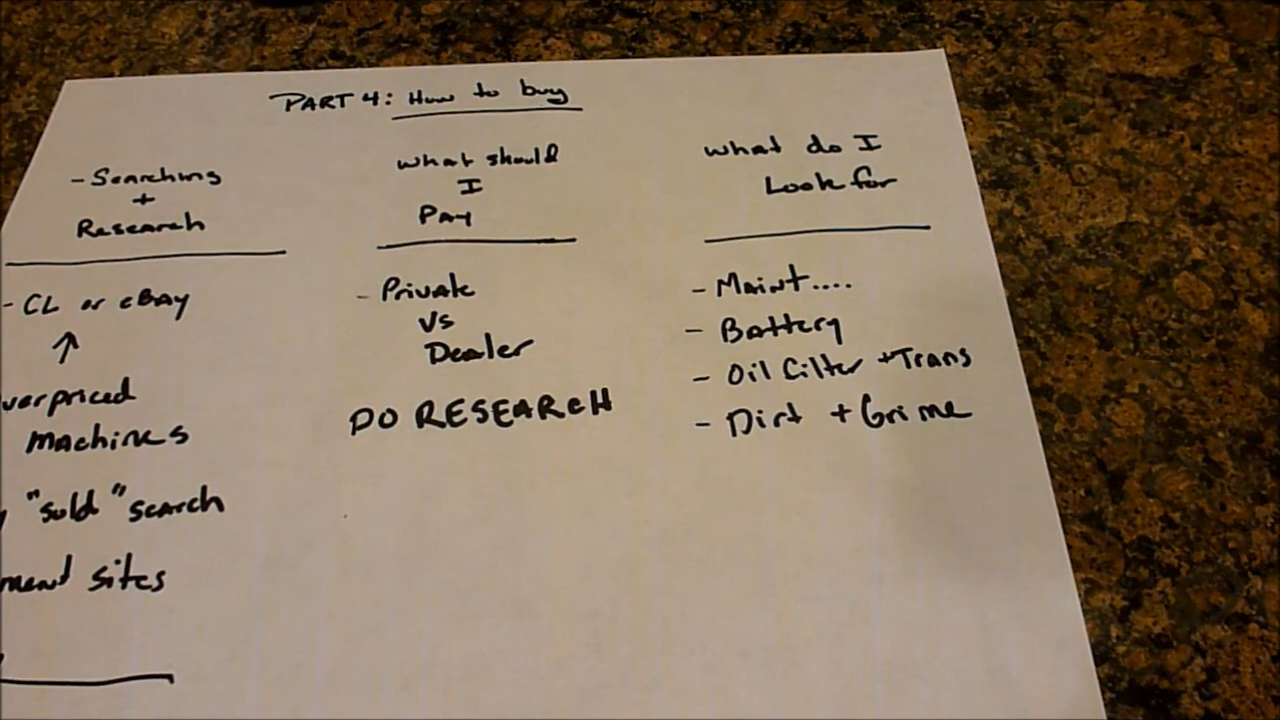 PART 4: How to buy
- Searching
+
Research
- CL or eBay
↑
verpriced
machines
"sold" search
ment sites
what should
I
Pay
- Private
vs
Dealer
DO RESEARCH
what do I
Look for
- Maint....
- Battery
- Oil filter + Trans
- Dirt + Grime